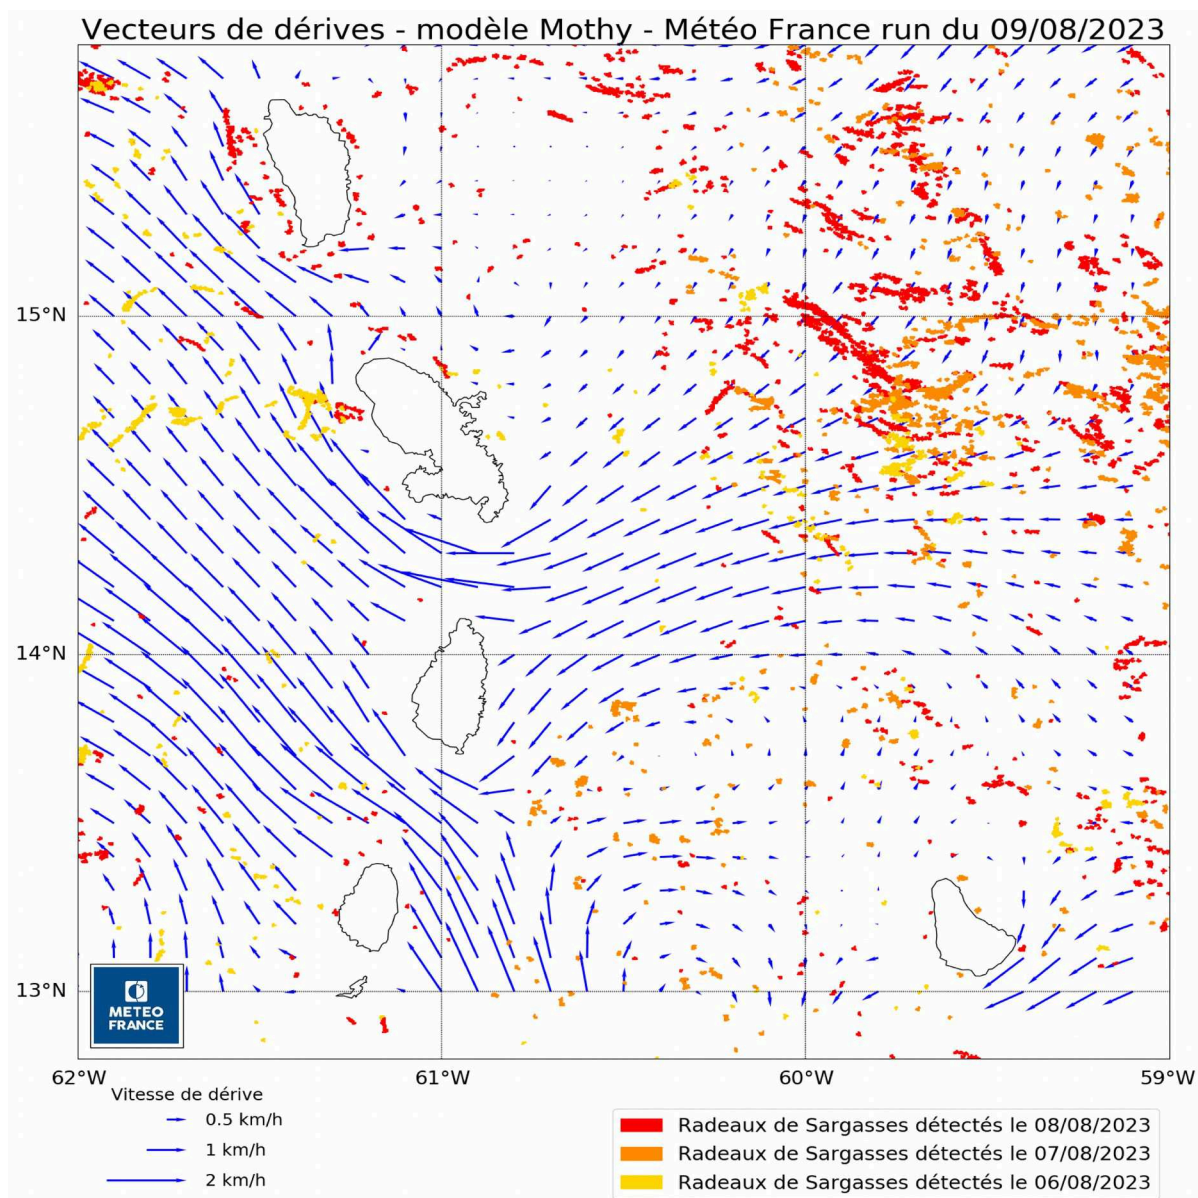 Vecteurs de dérives - modèle Mothy - Météo France run du 09/08/2023
15°N
14°N
13°N
METEO
FRANCE
62°W
61°W
60°W
59°W
Vitesse de dérive
0.5 km/h
1 km/h
2 km/h
Radeaux de Sargasses détectés le 08/08/2023
Radeaux de Sargasses détectés le 07/08/2023
Radeaux de Sargasses détectés le 06/08/2023